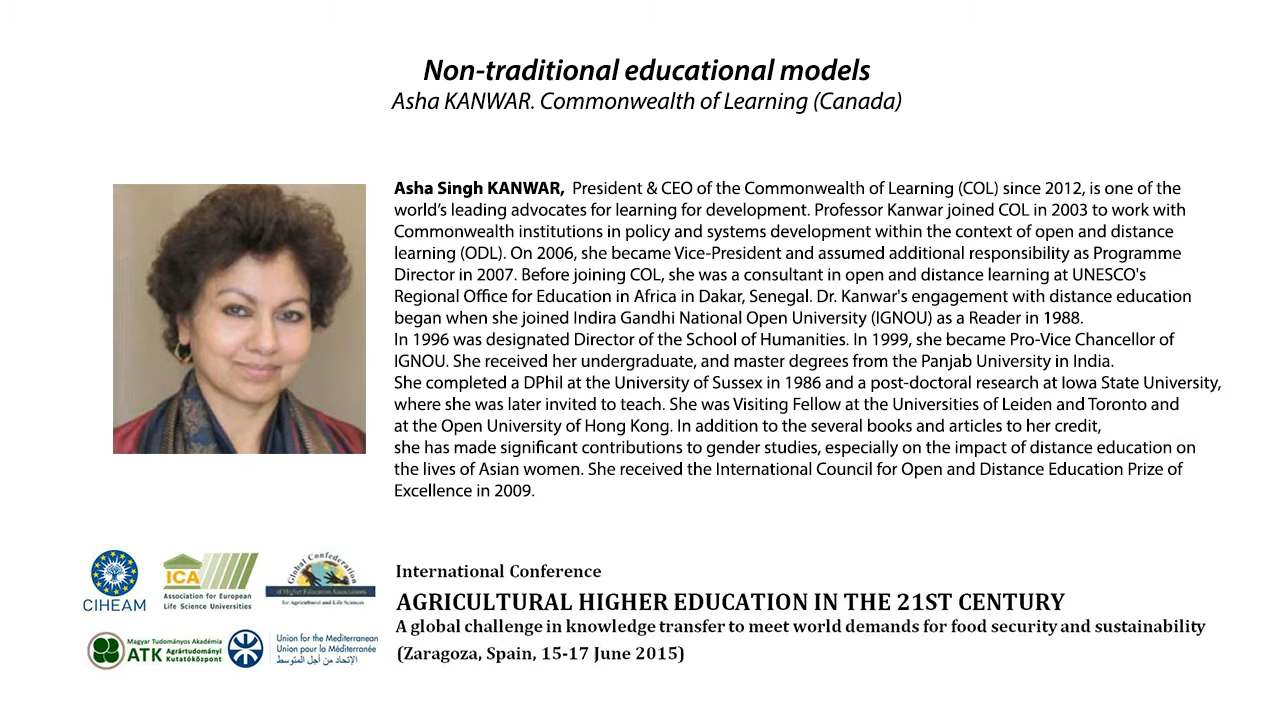 Non-traditional educational models
Asha KANWAR. Commonwealth of Learning (Canada)
Asha Singh KANWAR, President & CEO of the Commonwealth of Learning (COL) since 2012, is one of the
world's leading advocates for learning for development. Professor Kanwar joined COL in 2003 to work with
Commonwealth institutions in policy and systems development within the context of open and distance
learning (ODL). On 2006, she became Vice-President and assumed additional responsibility as Programme
Director in 2007. Before joining COL, she was a consultant in open and distance learning at UNESCO's
Regional Office for Education in Africa in Dakar, Senegal. Dr. Kanwar's engagement with distance education
began when she joined Indira Gandhi National Open University (IGNOU) as a Reader in 1988.
In 1996 was designated Director of the School of Humanities. In 1999, she became Pro-Vice Chancellor of
IGNOU. She received her undergraduate, and master degrees from the Panjab University in India.
She completed a DPhil at the University of Sussex in 1986 and a post-doctoral research at Iowa State University,
where she was later invited to teach. She was Visiting Fellow at the Universities of Leiden and Toronto and
at the Open University of Hong Kong. In addition to the several books and articles to her credit,
she has made significant contributions to gender studies, especially on the impact of distance education on
the lives of Asian women. She received the International Council for Open and Distance Education Prize of
Excellence in 2009.
CIHEAM
ICA
Association for European
Life Science Universities
Global Confederation
of Higher Education Associations
for Agricultural and Life Sciences
Magyar Tudományos Akadémia
ATK Agrártudományi
Kutatóközpont
Union for the Mediterranean
Union pour la Méditerranée
الإتحاد من أجل المتوسط
International Conference
AGRICULTURAL HIGHER EDUCATION IN THE 21ST CENTURY
A global challenge in knowledge transfer to meet world demands for food security and sustainability
(Zaragoza, Spain, 15-17 June 2015)